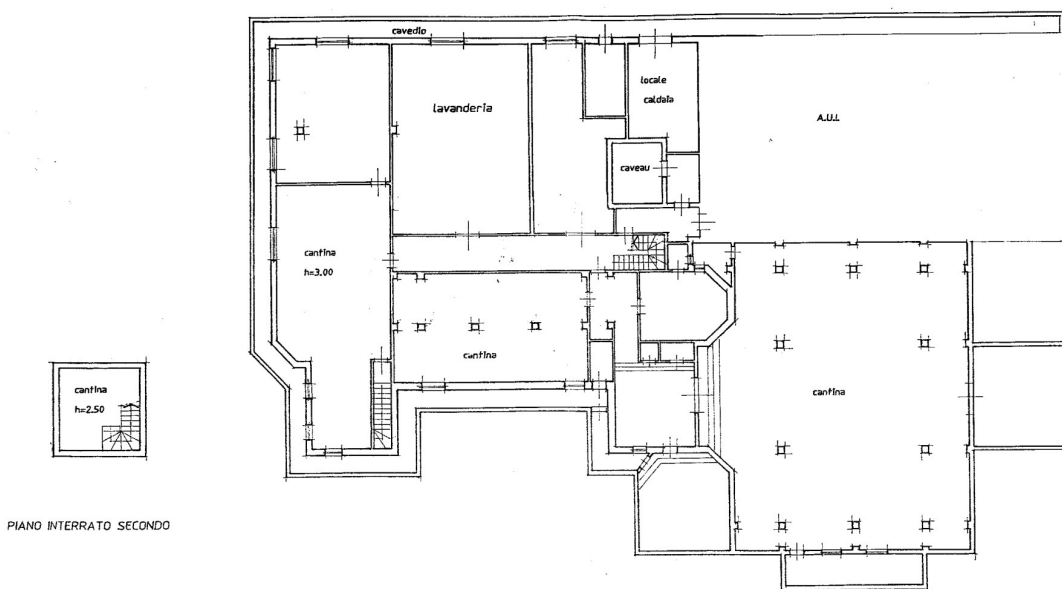 cavedio
lavanderia
locale
caldaia
A.U.I.
caveau
cantina
h=3.00
cantina
cantina
cantina
h=2.50
PIANO INTERRATO SECONDO